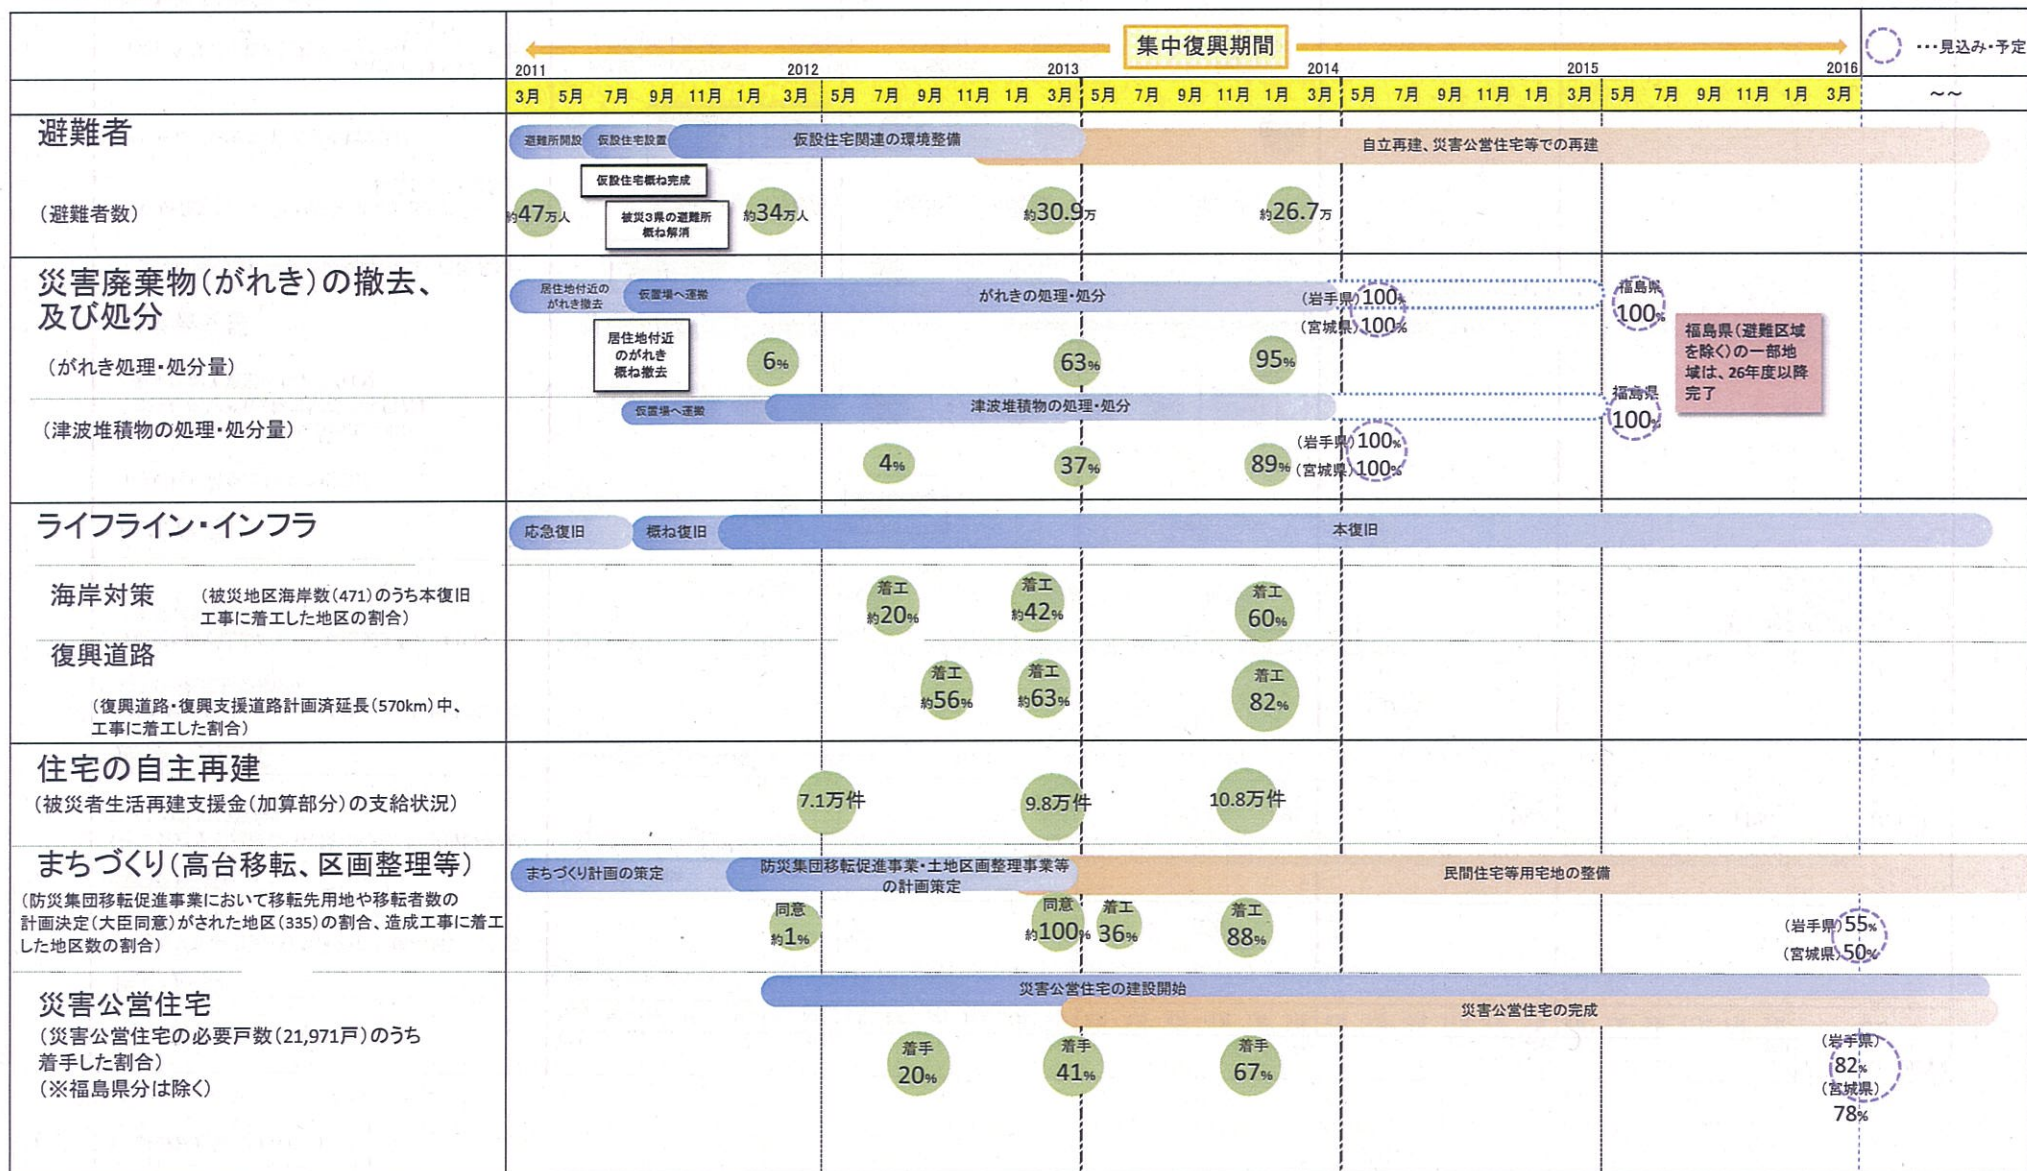 集中復興期間
･･･見込み・予定
2011
2012
2013
2014
2015
2016
3月 5月 7月 9月 11月 1月 3月 5月 7月 9月 11月 1月 3月 5月 7月 9月 11月 1月 3月 5月 7月 9月 11月 1月 3月 5月 7月 9月 11月 1月 3月 ～～
避難者
避難所開設
仮設住宅設置
仮設住宅関連の環境整備
自立再建、災害公営住宅等での再建
仮設住宅概ね完成
被災3県の避難所
概ね解消
(避難者数)
約47万人
約34万人
約30.9万
約26.7万
災害廃棄物(がれき)の撤去、
及び処分
居住地付近の
がれき撤去
仮置場へ運搬
がれきの処理・処分
(岩手県)100%
(宮城県)100%
福島県
100%
居住地付近
のがれき
概ね撤去
福島県(避難区域
を除く)の一部地
域は、26年度以降
完了
(がれき処理・処分量)
6%
63%
95%
仮置場へ運搬
津波堆積物の処理・処分
福島県
100%
(津波堆積物の処理・処分量)
4%
37%
89%
(岩手県)100%
(宮城県)100%
ライフライン・インフラ
応急復旧
概ね復旧
本復旧
海岸対策
(被災地区海岸数(471)のうち本復旧
工事に着工した地区の割合)
着工
約20%
着工
約42%
着工
60%
復興道路
(復興道路・復興支援道路計画済延長(570km)中、
工事に着工した割合)
着工
約56%
着工
約63%
着工
82%
住宅の自主再建
(被災者生活再建支援金(加算部分)の支給状況)
7.1万件
9.8万件
10.8万件
まちづくり(高台移転、区画整理等)
まちづくり計画の策定
防災集団移転促進事業・土地区画整理事業等
の計画策定
民間住宅等用宅地の整備
(防災集団移転促進事業において移転先用地や移転者数の
計画決定(大臣同意)がされた地区(335)の割合、造成工事に着工
した地区数の割合)
同意
約1%
同意
約100%
着工
36%
着工
88%
(岩手県)55%
(宮城県)50%
災害公営住宅
災害公営住宅の建設開始
災害公営住宅の完成
(災害公営住宅の必要戸数(21,971戸)のうち
着手した割合)
(※福島県分は除く)
着手
20%
着手
41%
着手
67%
(岩手県)
82%
(宮城県)
78%